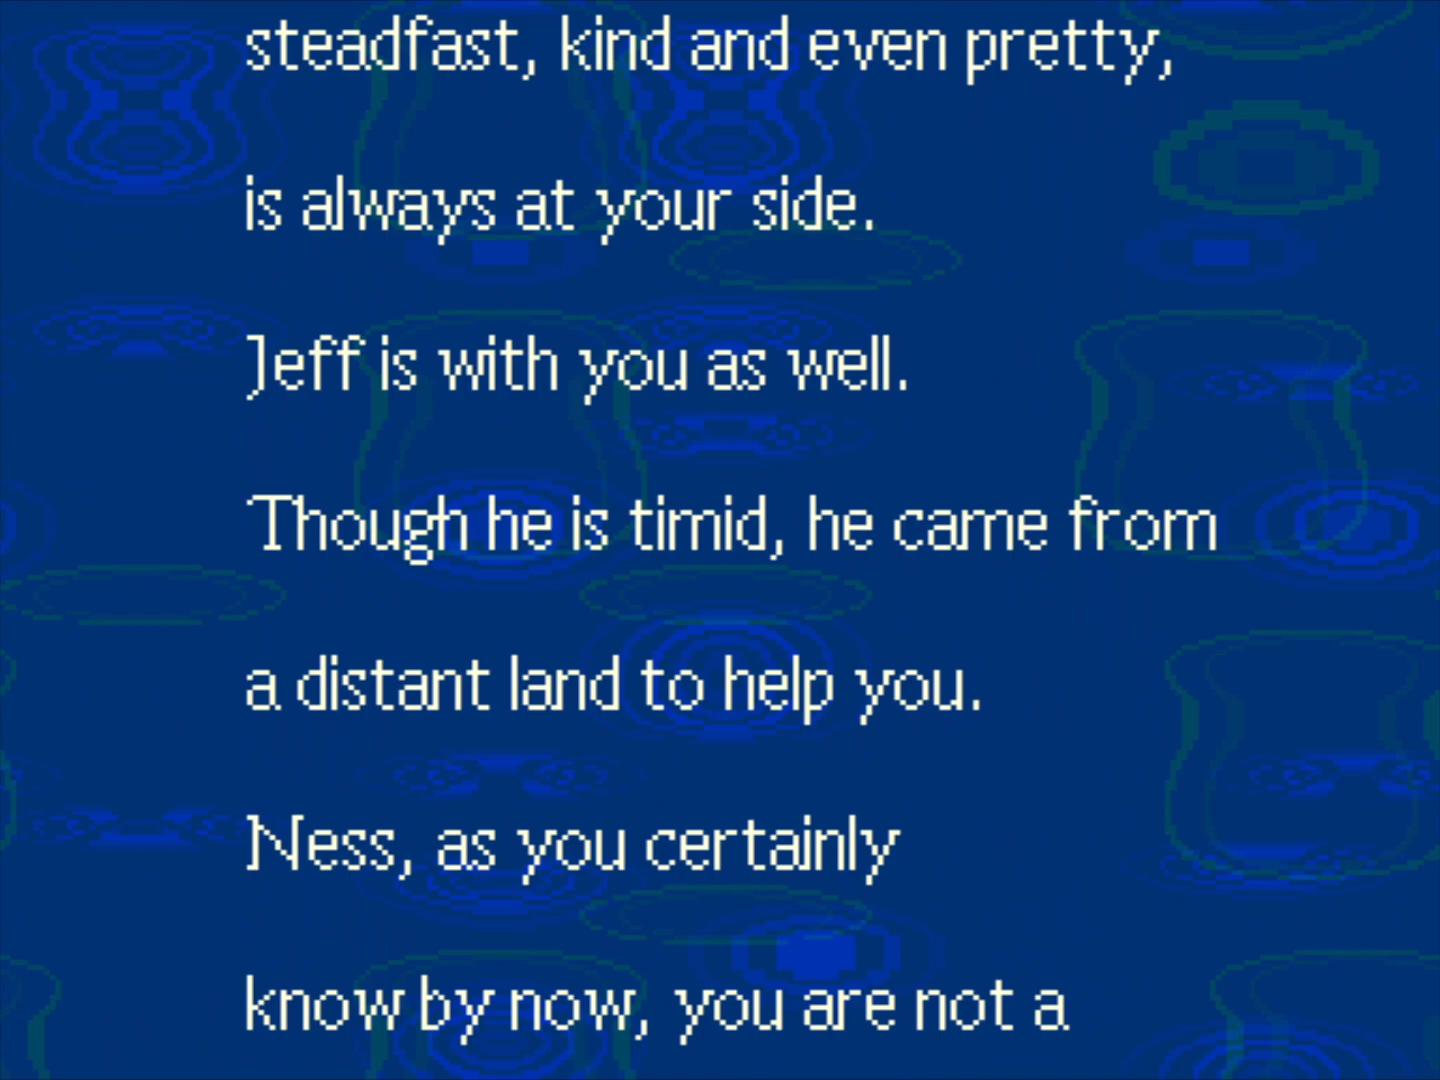 steadfast, kind and even pretty,
is always at your side.
Jeff is with you as well.
Though he is timid, he came from
a distant land to help you.
Ness, as you certainly
know by now, you are not a